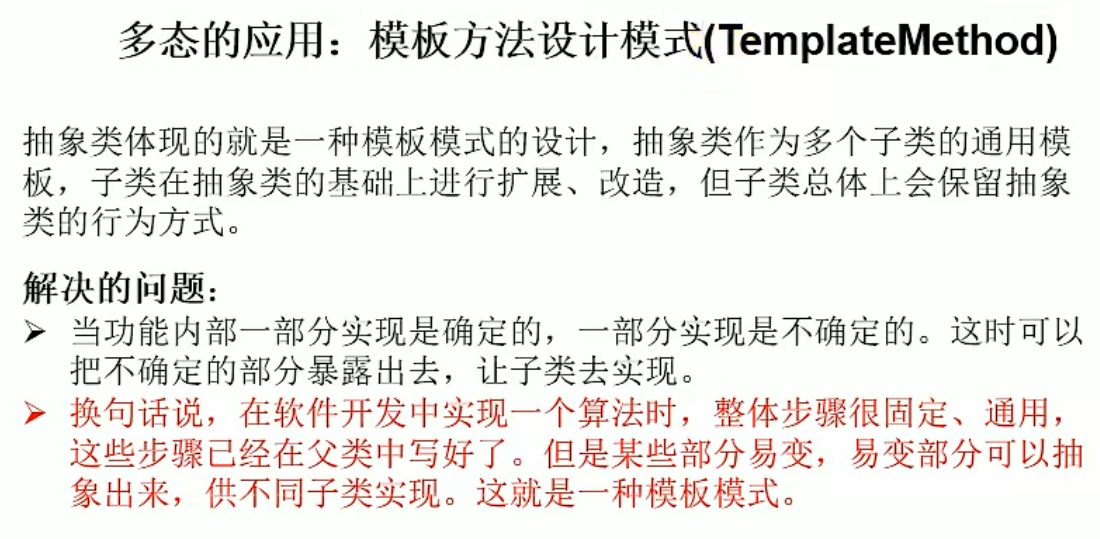 多态的应用：模板方法设计模式(TemplateMethod)
抽象类体现的就是一种模板模式的设计，抽象类作为多个子类的通用模
板，子类在抽象类的基础上进行扩展、改造，但子类总体上会保留抽象
类的行为方式。
解决的问题：
➢ 当功能内部一部分实现是确定的，一部分实现是不确定的。这时可以
把不确定的部分暴露出去，让子类去实现。
➢ 换句话说，在软件开发中实现一个算法时，整体步骤很固定、通用，
这些步骤已经在父类中写好了。但是某些部分易变，易变部分可以抽
象出来，供不同子类实现。这就是一种模板模式。